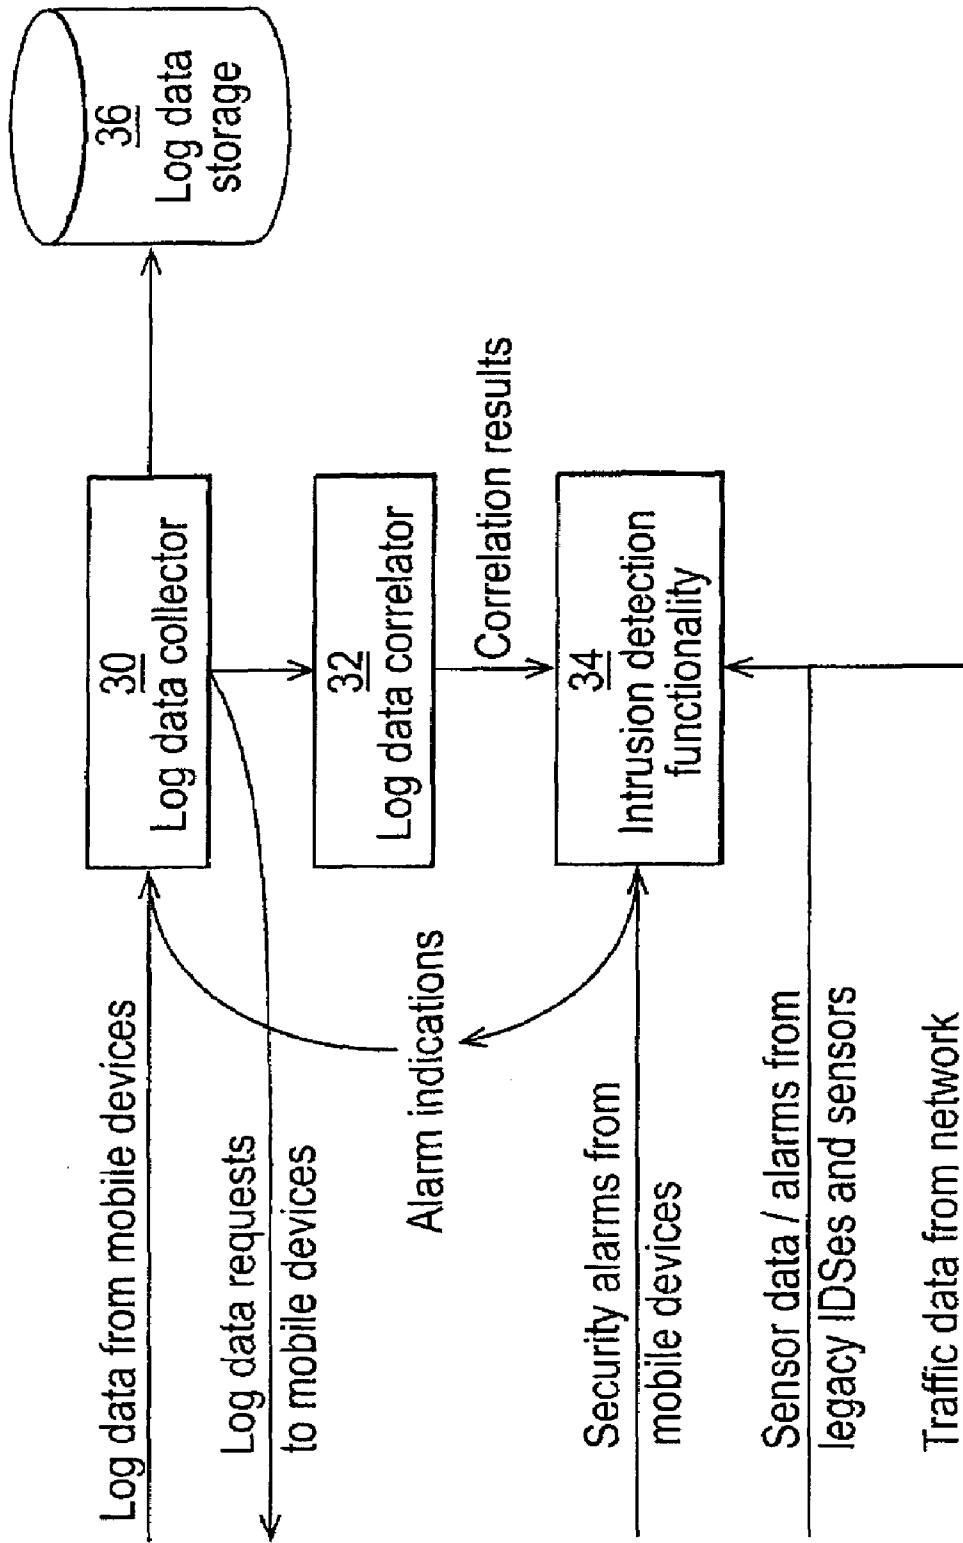 Log data from mobile devices
Log data requests
to mobile devices
30
Log data collector
36
Log data
storage
32
Log data correlator
Alarm indications
Correlation results
Security alarms from
mobile devices
34
Intrusion detection
functionality
Sensor data / alarms from
legacy IDSes and sensors
Traffic data from network